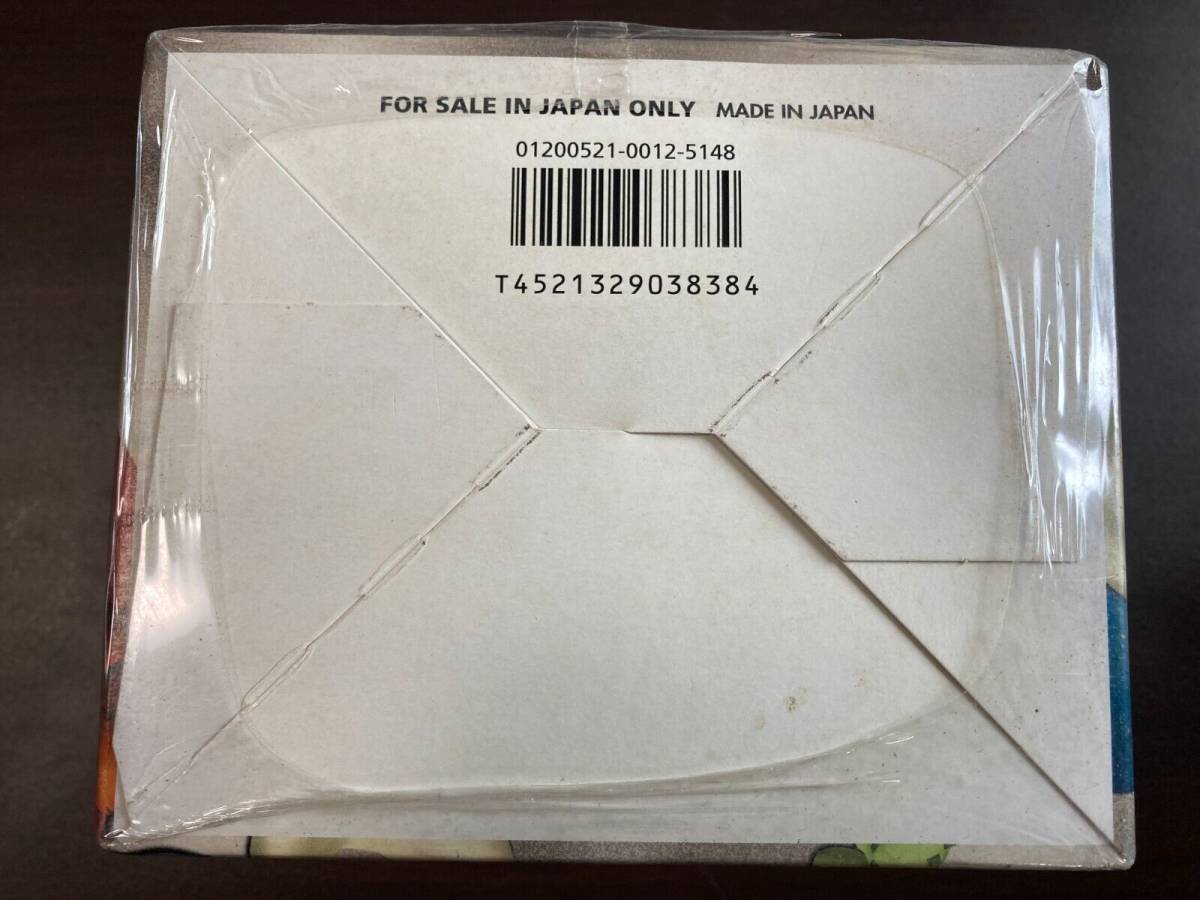 FOR SALE IN JAPAN ONLY MADE IN JAPAN
01200521-0012-5148
T4521329038384